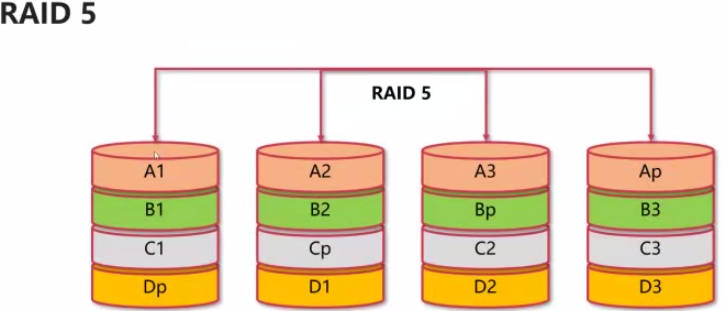 RAID 5
RAID 5
A1 A2 A3 Ap
B1 B2 Bp B3
C1 Cp C2 C3
Dp D1 D2 D3